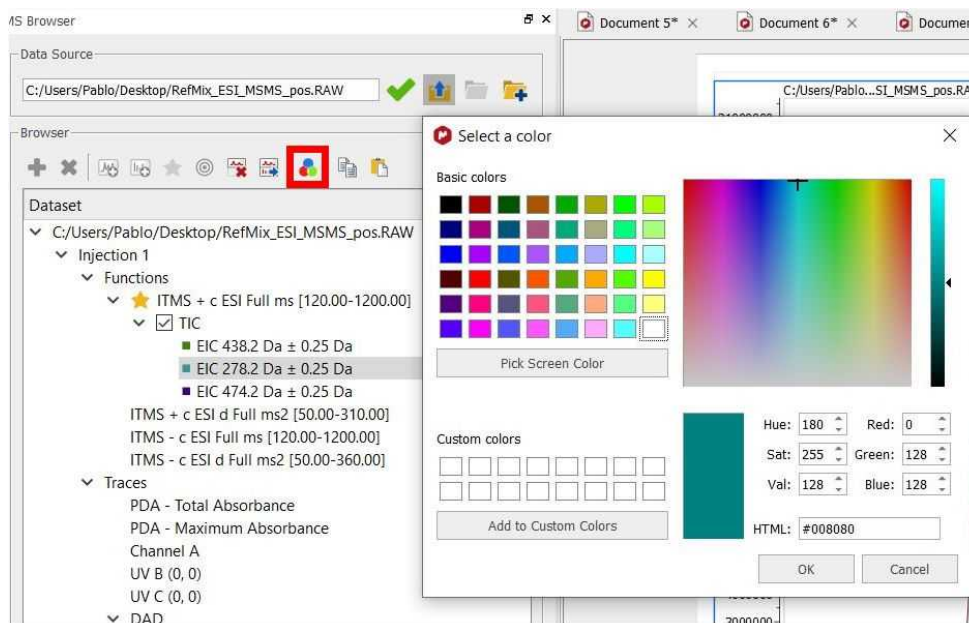 MS Browser
Data Source
C:/Users/Pablo/Desktop/RefMix_ESI_MSMS_pos.RAW
Browser
Dataset
C:/Users/Pablo/Desktop/RefMix_ESI_MSMS_pos.RAW
Injection 1
Functions
ITMS + c ESI Full ms [120.00-1200.00]
TIC
EIC 438.2 Da ± 0.25 Da
EIC 278.2 Da ± 0.25 Da
EIC 474.2 Da ± 0.25 Da
ITMS + c ESI d Full ms2 [50.00-310.00]
ITMS - c ESI Full ms [120.00-1200.00]
ITMS - c ESI d Full ms2 [50.00-360.00]
Traces
PDA - Total Absorbance
PDA - Maximum Absorbance
Channel A
UV B (0, 0)
UV C (0, 0)
DAD
Document 5* Document 6* Docume
C:/Users/Pablo...SI_MSMS_pos.RA
Select a color
Basic colors
Pick Screen Color
Custom colors
Add to Custom Colors
Hue: 180 Red: 0
Sat: 255 Green: 128
Val: 128 Blue: 128
HTML: #008080
OK Cancel